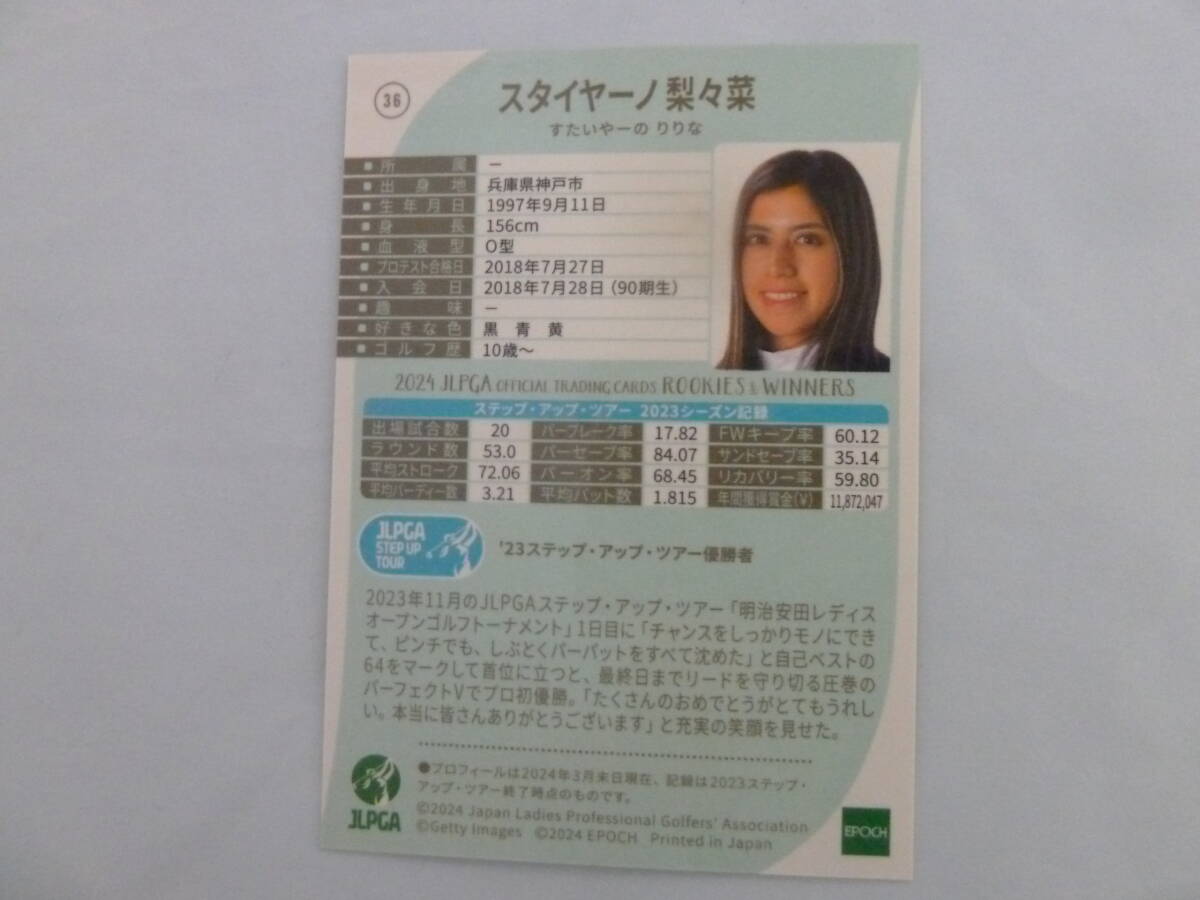 36
スタイヤーノ 梨々菜
すたいやーの りりな
所属 －
出身地 兵庫県神戸市
生年月日 1997年9月11日
身長 156cm
血液型 O型
プロテスト合格日 2018年7月27日
入会日 2018年7月28日（90期生）
趣味 －
好きな色 黒 青 黄
ゴルフ歴 10歳～
2024 JLPGA OFFICIAL TRADING CARDS ROOKIES & WINNERS
ステップ・アップ・ツアー 2023シーズン記録
出場試合数 20 パーブレーク率 17.82 FWキープ率 60.12
ラウンド数 53.0 パーセーブ率 84.07 サンドセーブ率 35.14
平均ストローク 72.06 パーオン率 68.45 リカバリー率 59.80
平均バーディー数 3.21 平均パット数 1.815 年間獲得賞金(¥) 11,872,047
JLPGA
STEP UP
TOUR
'23ステップ・アップ・ツアー優勝者
2023年11月のJLPGAステップ・アップ・ツアー「明治安田レディス
オープンゴルフトーナメント」1日目に「チャンスをしっかりモノにでき
て、ピンチでも、しぶとくパーパットをすべて沈めた」と自己ベストの
64をマークして首位に立つと、最終日までリードを守り切る圧巻の
パーフェクトVでプロ初優勝。「たくさんのおめでとうがとてもうれし
い。本当に皆さんありがとうございます」と充実の笑顔を見せた。
●プロフィールは2024年3月末日現在、記録は2023ステップ・
アップ・ツアー終了時点のものです。
©2024 Japan Ladies Professional Golfers' Association
©Getty Images ©2024 EPOCH Printed in Japan
JLPGA
EPOCH